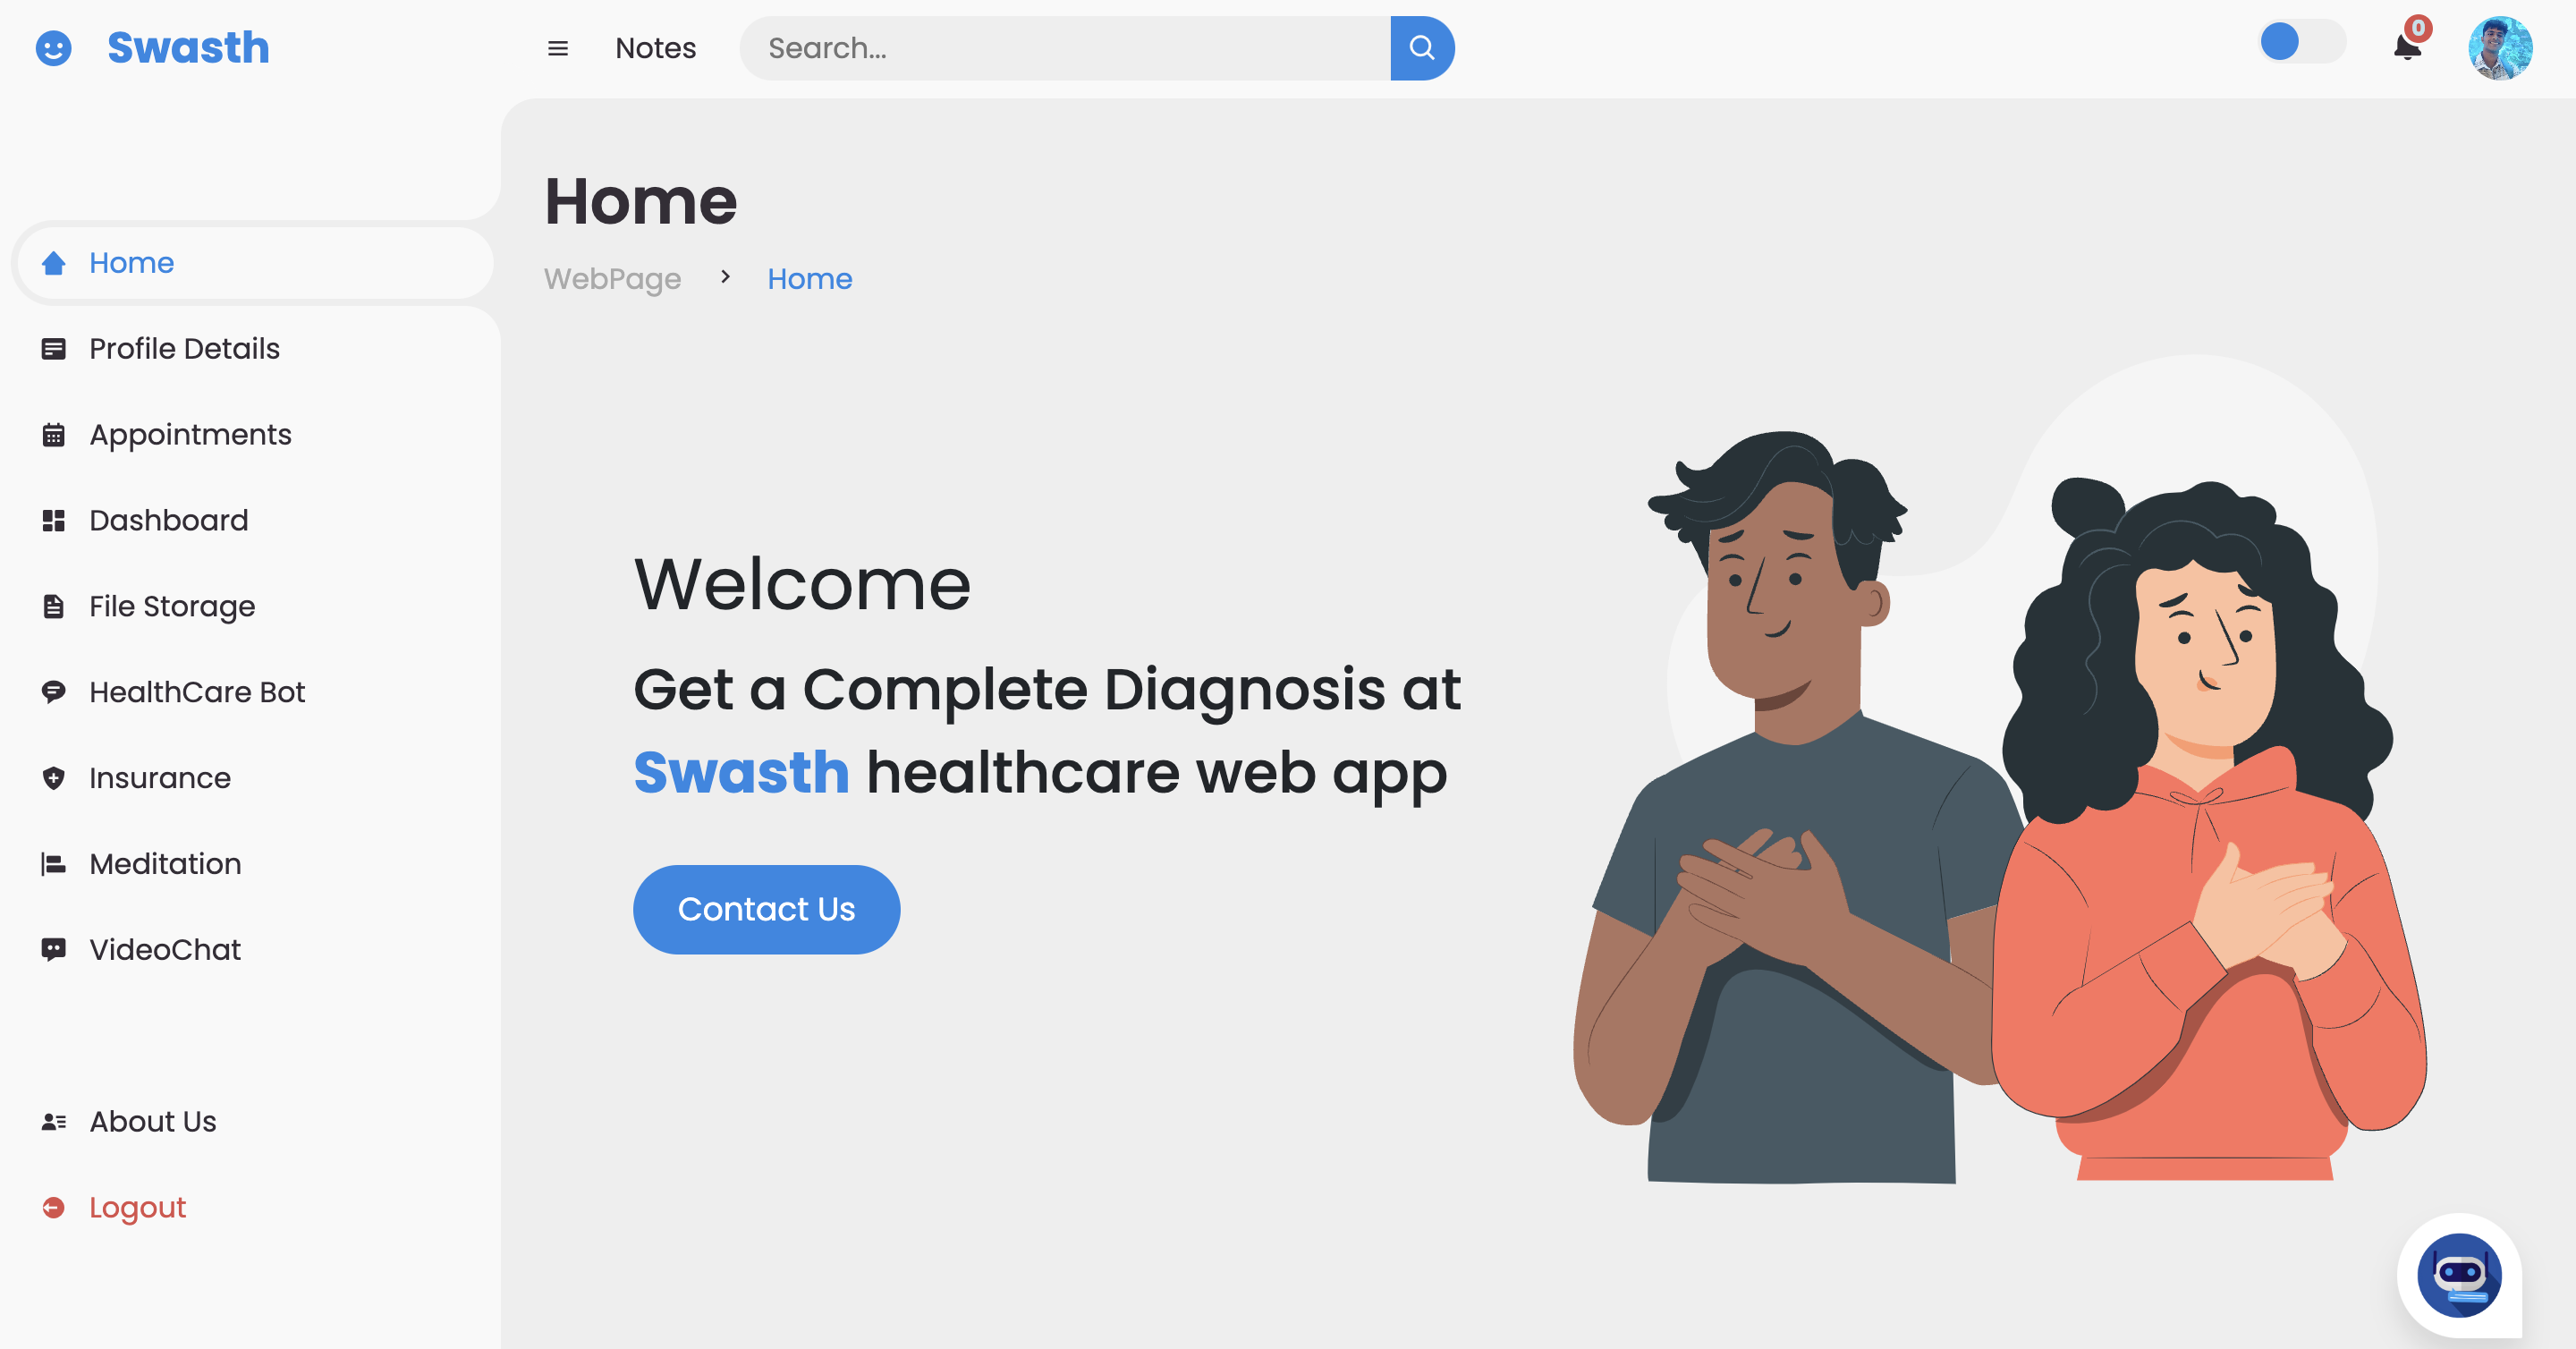 Swasth
Notes
Search...
0
Home
Profile Details
Appointments
Dashboard
File Storage
HealthCare Bot
Insurance
Meditation
VideoChat
About Us
Logout
Home
WebPage > Home
Welcome
Get a Complete Diagnosis at
Swasth healthcare web app
Contact Us